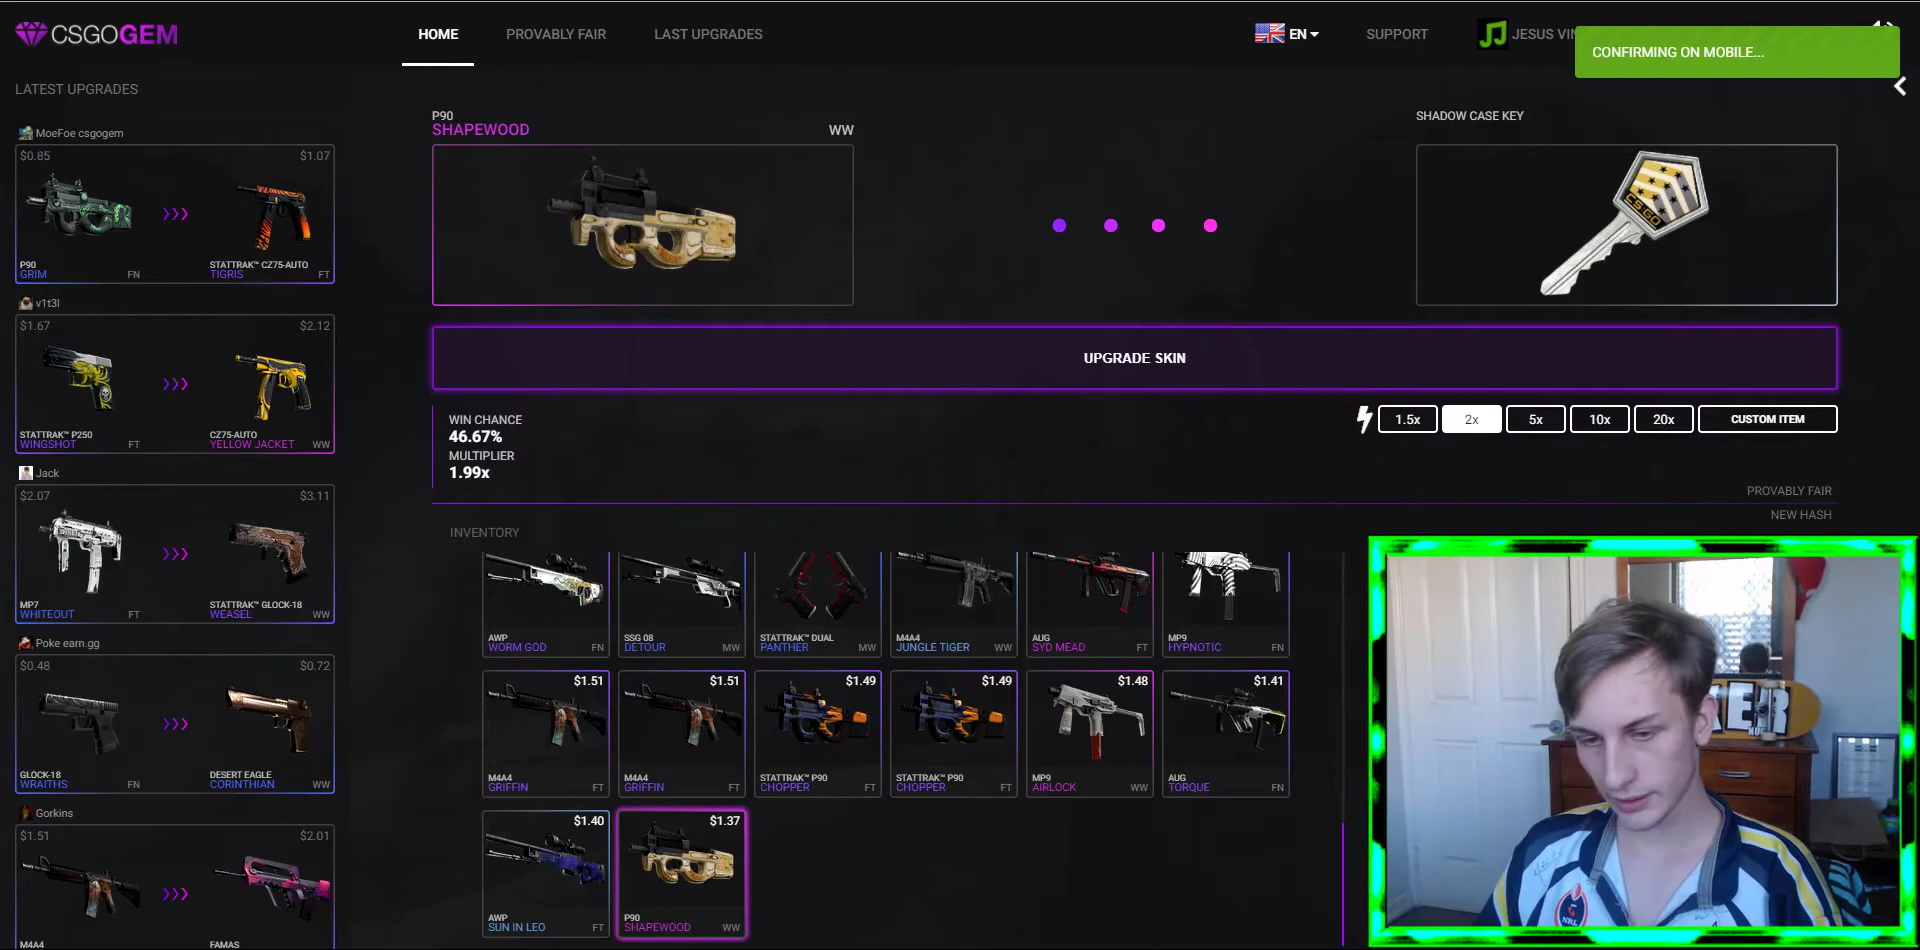 CSGOGEM
HOME
PROVABLY FAIR
LAST UPGRADES
EN
SUPPORT
JESUS
CONFIRMING ON MOBILE...
LATEST UPGRADES
MoeFoe csgogem
$0.85
$1.07
P90
GRIM
FN
STATTRAK™ CZ75-AUTO
TIGRIS
FT
v1t3l
$1.67
$2.12
STATTRAK™ P250
WINGSHOT
FT
CZ75-AUTO
YELLOW JACKET
WW
Jack
$2.07
$3.11
MP7
WHITEOUT
FT
STATTRAK™ GLOCK-18
WEASEL
WW
Poke earn.gg
$0.48
$0.72
GLOCK-18
WRAITHS
FN
DESERT EAGLE
CORINTHIAN
WW
Gorkins
$1.51
$2.01
M4A4
FAMAS
P90
SHAPEWOOD
WW
SHADOW CASE KEY
CS GO
UPGRADE SKIN
WIN CHANCE
46.67%
MULTIPLIER
1.99x
1.5x
2x
5x
10x
20x
CUSTOM ITEM
PROVABLY FAIR
NEW HASH
INVENTORY
AWP
WORM GOD
FN
SSG 08
DETOUR
MW
STATTRAK™ DUAL
PANTHER
MW
M4A4
JUNGLE TIGER
WW
AUG
SYD MEAD
FT
MP9
HYPNOTIC
FN
$1.51
M4A4
GRIFFIN
FT
$1.51
M4A4
GRIFFIN
FT
$1.49
STATTRAK™ P90
CHOPPER
FT
$1.49
STATTRAK™ P90
CHOPPER
FT
$1.48
MP9
AIRLOCK
WW
$1.41
AUG
TORQUE
FN
$1.40
AWP
SUN IN LEO
FT
$1.37
P90
SHAPEWOOD
WW
NRL